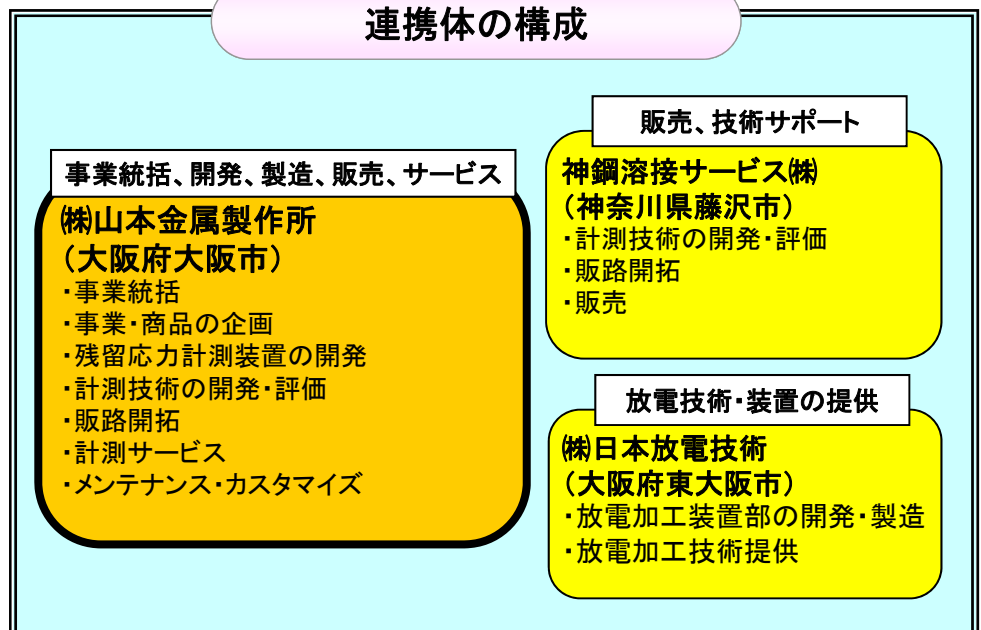 連携体の構成
事業統括、開発、製造、販売、サービス
㈱山本金属製作所
（大阪府大阪市）
・事業統括
・事業・商品の企画
・残留応力計測装置の開発
・計測技術の開発・評価
・販路開拓
・計測サービス
・メンテナンス・カスタマイズ
販売、技術サポート
神鋼溶接サービス㈱
（神奈川県藤沢市）
・計測技術の開発・評価
・販路開拓
・販売
放電技術・装置の提供
㈱日本放電技術
（大阪府東大阪市）
・放電加工装置部の開発・製造
・放電加工技術提供